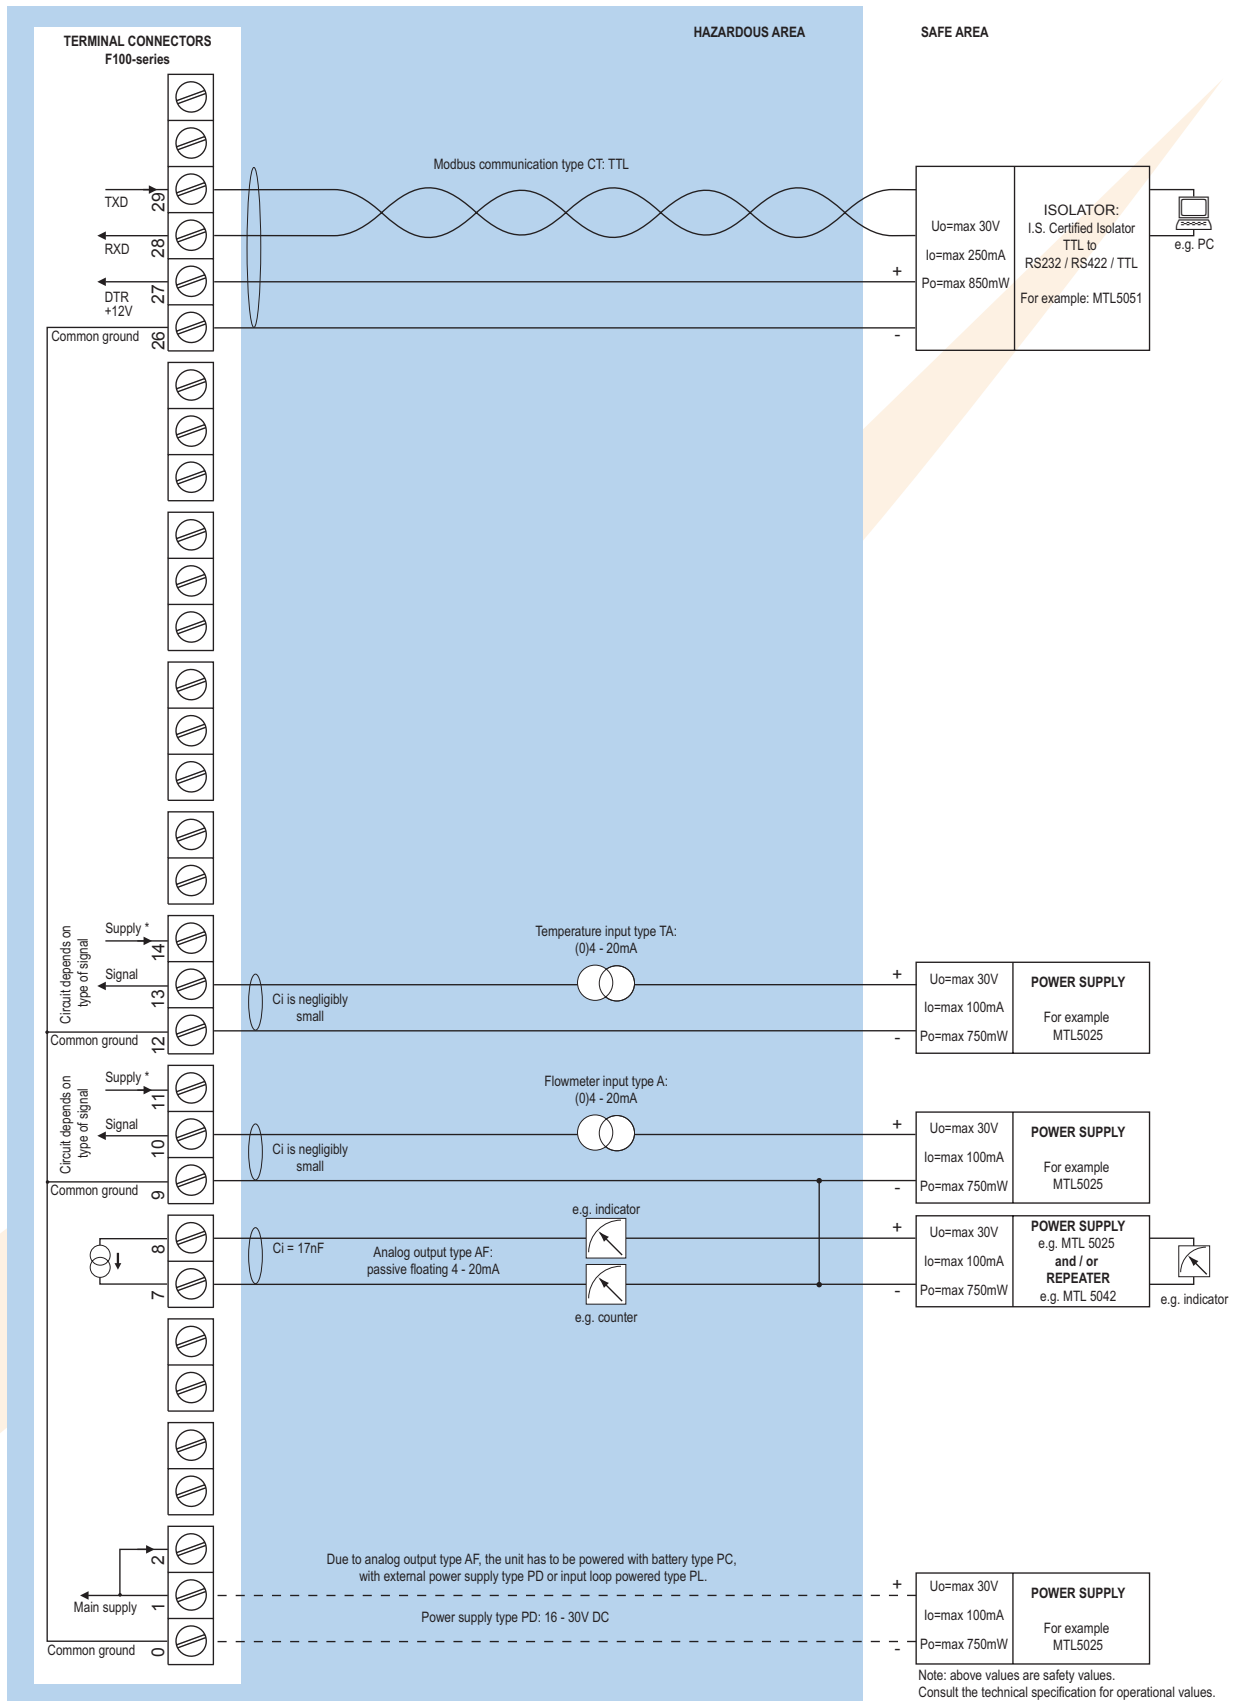 HAZARDOUS AREA
SAFE AREA
TERMINAL CONNECTORS
F100-series
Modbus communication type CT: TTL
TXD
29
RXD
28
DTR
+12V
27
Common ground
26
+
-
Uo=max 30V
Io=max 250mA
Po=max 850mW
ISOLATOR:
I.S. Certified Isolator
TTL to
RS232 / RS422 / TTL
For example: MTL5051
e.g. PC
Circuit depends on
type of signal
Supply *
14
Signal
13
Common ground
12
Ci is negligibly
small
Temperature input type TA:
(0)4 - 20mA
+
-
Uo=max 30V
Io=max 100mA
Po=max 750mW
POWER SUPPLY
For example
MTL5025
Circuit depends on
type of signal
Supply *
11
Signal
10
Common ground
9
Ci is negligibly
small
Flowmeter input type A:
(0)4 - 20mA
+
-
Uo=max 30V
Io=max 100mA
Po=max 750mW
POWER SUPPLY
For example
MTL5025
8
7
Ci = 17nF
Analog output type AF:
passive floating 4 - 20mA
e.g. indicator
e.g. counter
+
-
Uo=max 30V
Io=max 100mA
Po=max 750mW
POWER SUPPLY
e.g. MTL 5025
and / or
REPEATER
e.g. MTL 5042
e.g. indicator
2
Main supply
1
Common ground
0
Due to analog output type AF, the unit has to be powered with battery type PC,
with external power supply type PD or input loop powered type PL.
Power supply type PD: 16 - 30V DC
+
-
Uo=max 30V
Io=max 100mA
Po=max 750mW
POWER SUPPLY
For example
MTL5025
Note: above values are safety values.
Consult the technical specification for operational values.